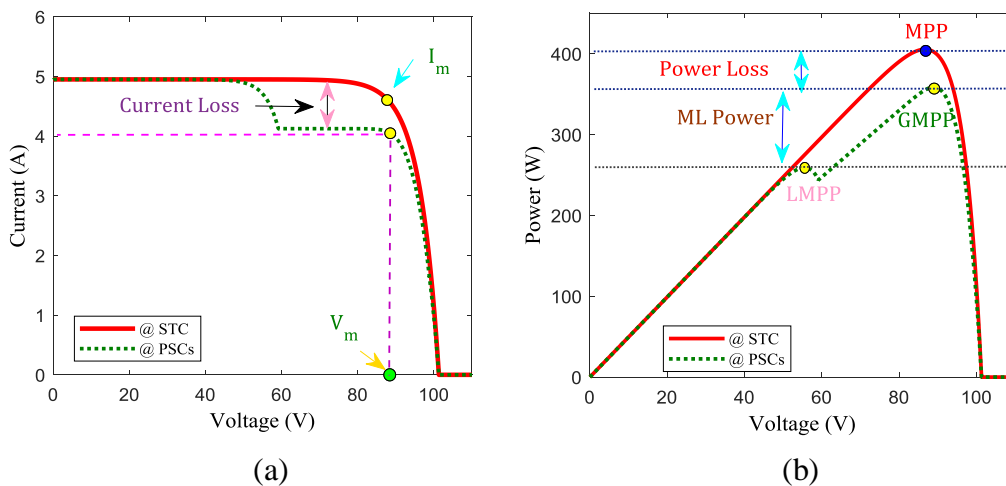 6
5
4
3
2
1
0
Current (A)
I_m
Current Loss
V_m
@ STC
@ PSCs
0 20 40 60 80 100
Voltage (V)
(a)
400
300
200
100
0
Power (W)
MPP
Power Loss
ML Power
GMPP
LMPP
@ STC
@ PSCs
0 20 40 60 80 100
Voltage (V)
(b)